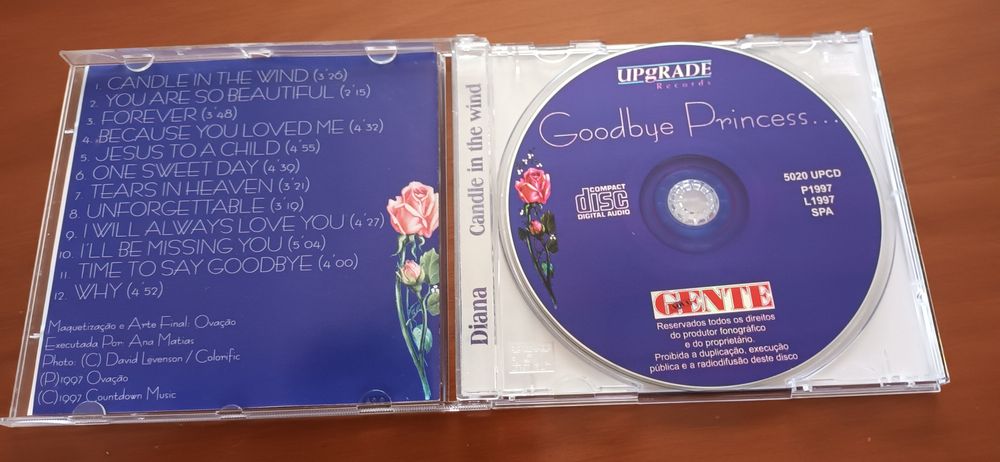 1. CANDLE IN THE WIND (3'26)
2. YOU ARE SO BEAUTIFUL (2'15)
3. FOREVER (3'48)
4. BECAUSE YOU LOVED ME (4'32)
5. JESUS TO A CHILD (4'55)
6. ONE SWEET DAY (4'39)
7. TEARS IN HEAVEN (3'21)
8. UNFORGETTABLE (3'19)
9. I WILL ALWAYS LOVE YOU (4'27)
10. I'LL BE MISSING YOU (5'04)
11. TIME TO SAY GOODBYE (4'00)
12. WHY (4'52)
Maquetização e Arte Final: Ovação
Executada Por: Ana Matias
Photo: (C) David Levenson / Colorific
(P)1997 Ovação
(C)1997 Countdown Music
Diana Candle in the wind
UPgRADE
Records
Goodbye Princess...
COMPACT
disc
DIGITAL AUDIO
5020 UPCD
P1997
L1997
SPA
GENTE
Reservados todos os direitos
do produtor fonográfico
e do proprietário.
Proibida a duplicação, execução
pública e a radiodifusão deste disco